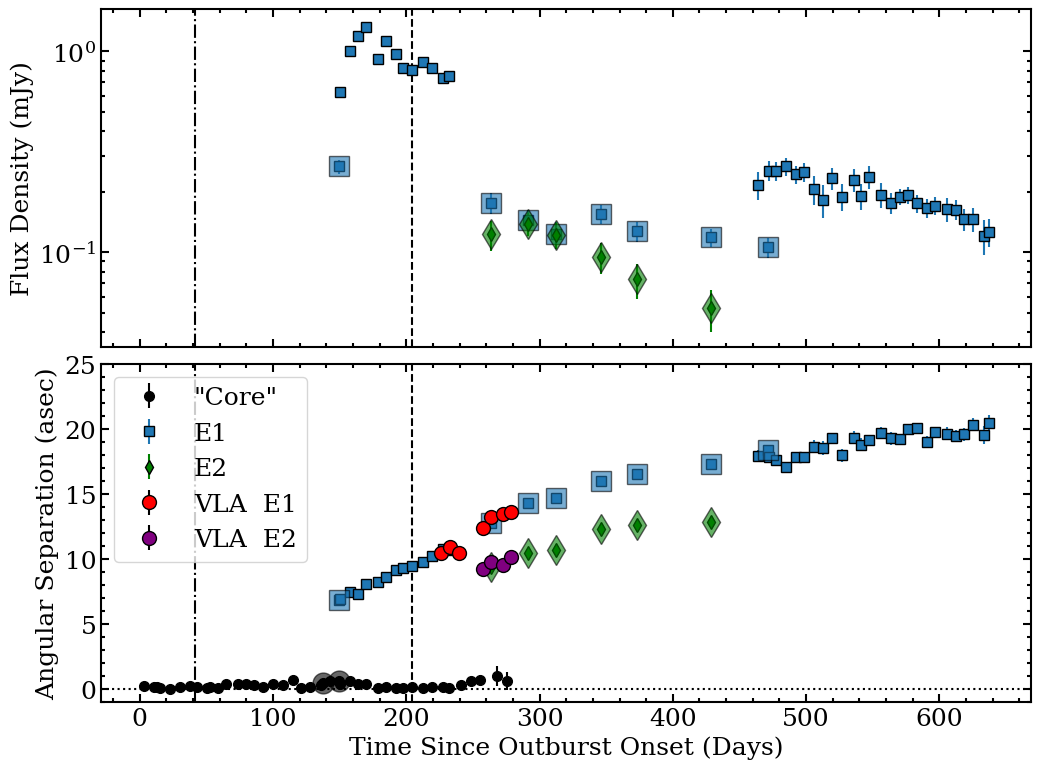 Flux Density (mJy)
10⁰
10⁻¹
Angular Separation (asec)
25
20
15
10
5
0
"Core"
E1
E2
VLA E1
VLA E2
0 100 200 300 400 500 600
Time Since Outburst Onset (Days)